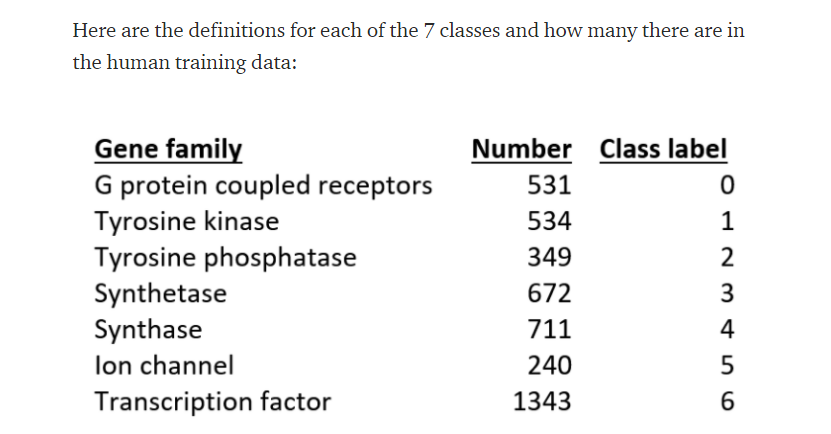 Here are the definitions for each of the 7 classes and how many there are in
the human training data:
Gene family Number Class label
G protein coupled receptors 531 0
Tyrosine kinase 534 1
Tyrosine phosphatase 349 2
Synthetase 672 3
Synthase 711 4
Ion channel 240 5
Transcription factor 1343 6